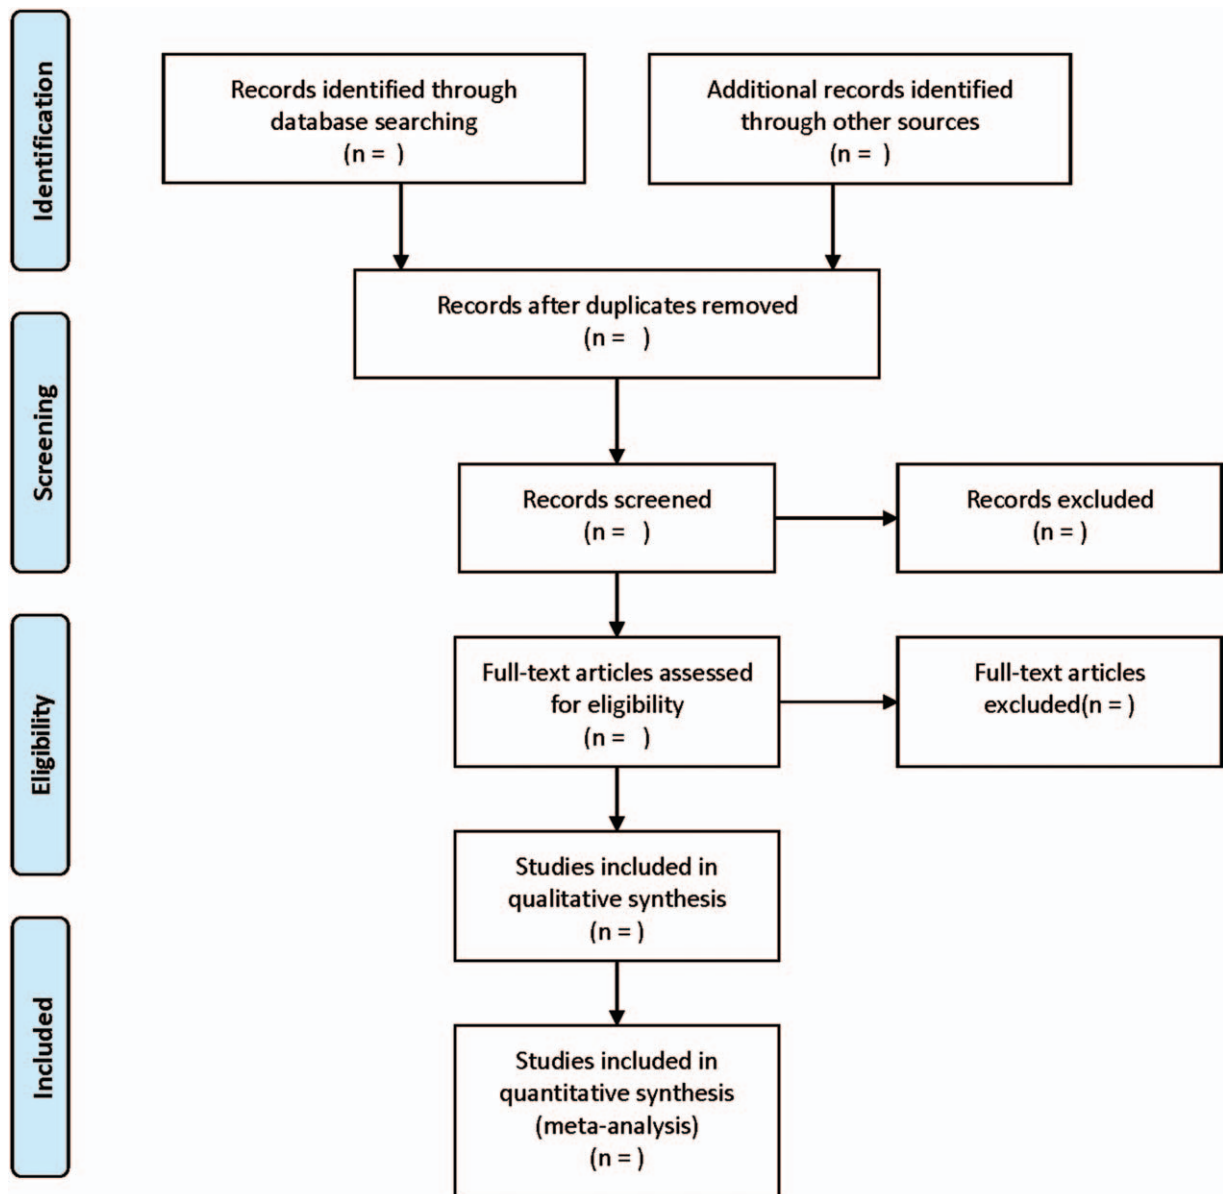 Identification
Records identified through
database searching
(n =  )
Additional records identified
through other sources
(n =  )
Records after duplicates removed
(n =   )
Screening
Records screened
(n =   )
Records excluded
(n = )
Eligibility
Full-text articles assessed
for eligibility
(n =   )
Full-text articles
excluded(n = )
Studies included in
qualitative synthesis
(n = )
Included
Studies included in
quantitative synthesis
(meta-analysis)
(n = )